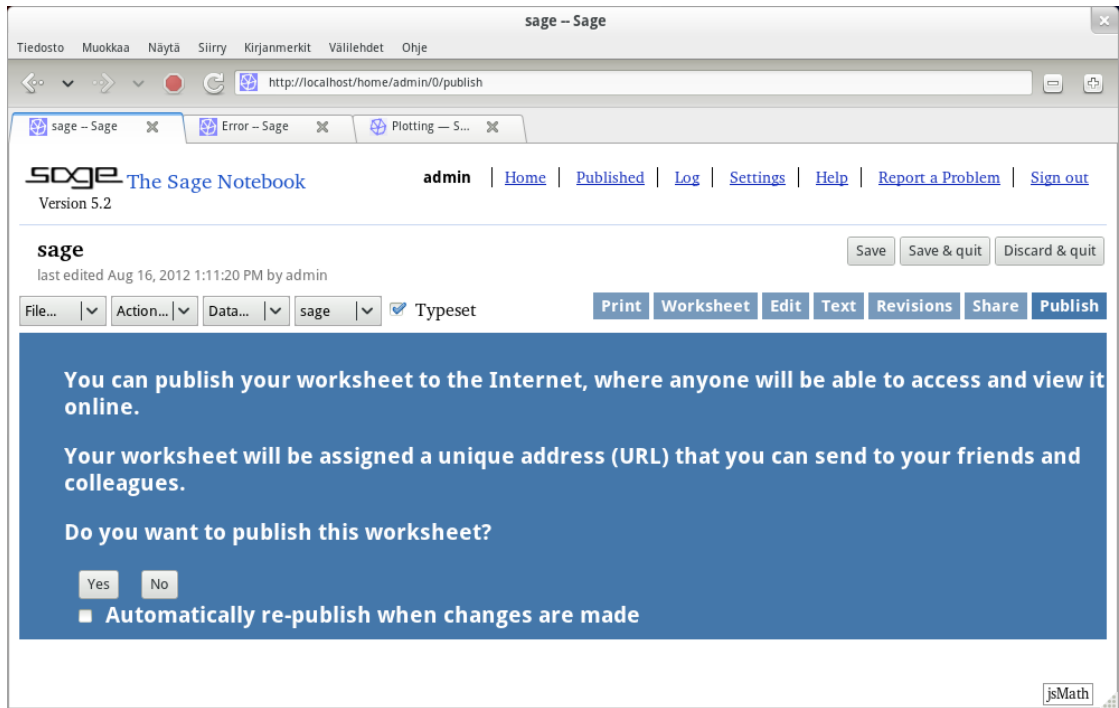 sage – Sage
Tiedosto Muokkaa Näytä Siirry Kirjanmerkit Välilehdet Ohje
http://localhost/home/admin/0/publish
sage – Sage Error – Sage Plotting — S...
sage The Sage Notebook admin Home Published Log Settings Help Report a Problem Sign out
Version 5.2
sage Save Save & quit Discard & quit
last edited Aug 16, 2012 1:11:20 PM by admin
File... Action... Data... sage Typeset Print Worksheet Edit Text Revisions Share Publish
You can publish your worksheet to the Internet, where anyone will be able to access and view it
online.
Your worksheet will be assigned a unique address (URL) that you can send to your friends and
colleagues.
Do you want to publish this worksheet?
Yes No
Automatically re-publish when changes are made
jsMath